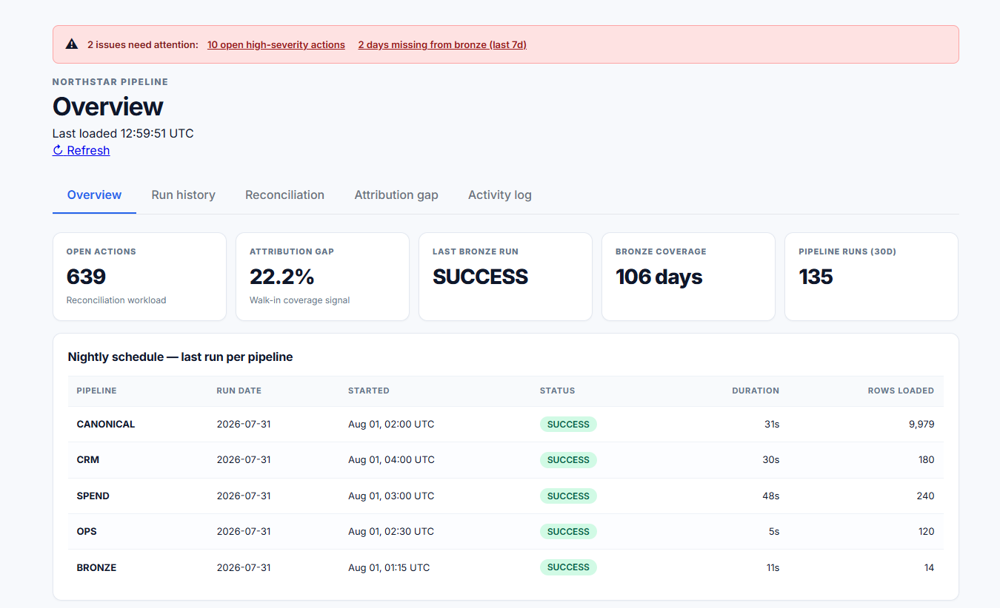 2 issues need attention: 10 open high-severity actions 2 days missing from bronze (last 7d)
NORTHSTAR PIPELINE
Overview
Last loaded 12:59:51 UTC
↻ Refresh
Overview Run history Reconciliation Attribution gap Activity log
OPEN ACTIONS
639
Reconciliation workload
ATTRIBUTION GAP
22.2%
Walk-in coverage signal
LAST BRONZE RUN
SUCCESS
BRONZE COVERAGE
106 days
PIPELINE RUNS (30D)
135
Nightly schedule — last run per pipeline
PIPELINE RUN DATE STARTED STATUS DURATION ROWS LOADED
CANONICAL 2026-07-31 Aug 01, 02:00 UTC SUCCESS 31s 9,979
CRM 2026-07-31 Aug 01, 04:00 UTC SUCCESS 30s 180
SPEND 2026-07-31 Aug 01, 03:00 UTC SUCCESS 48s 240
OPS 2026-07-31 Aug 01, 02:30 UTC SUCCESS 5s 120
BRONZE 2026-07-31 Aug 01, 01:15 UTC SUCCESS 11s 14